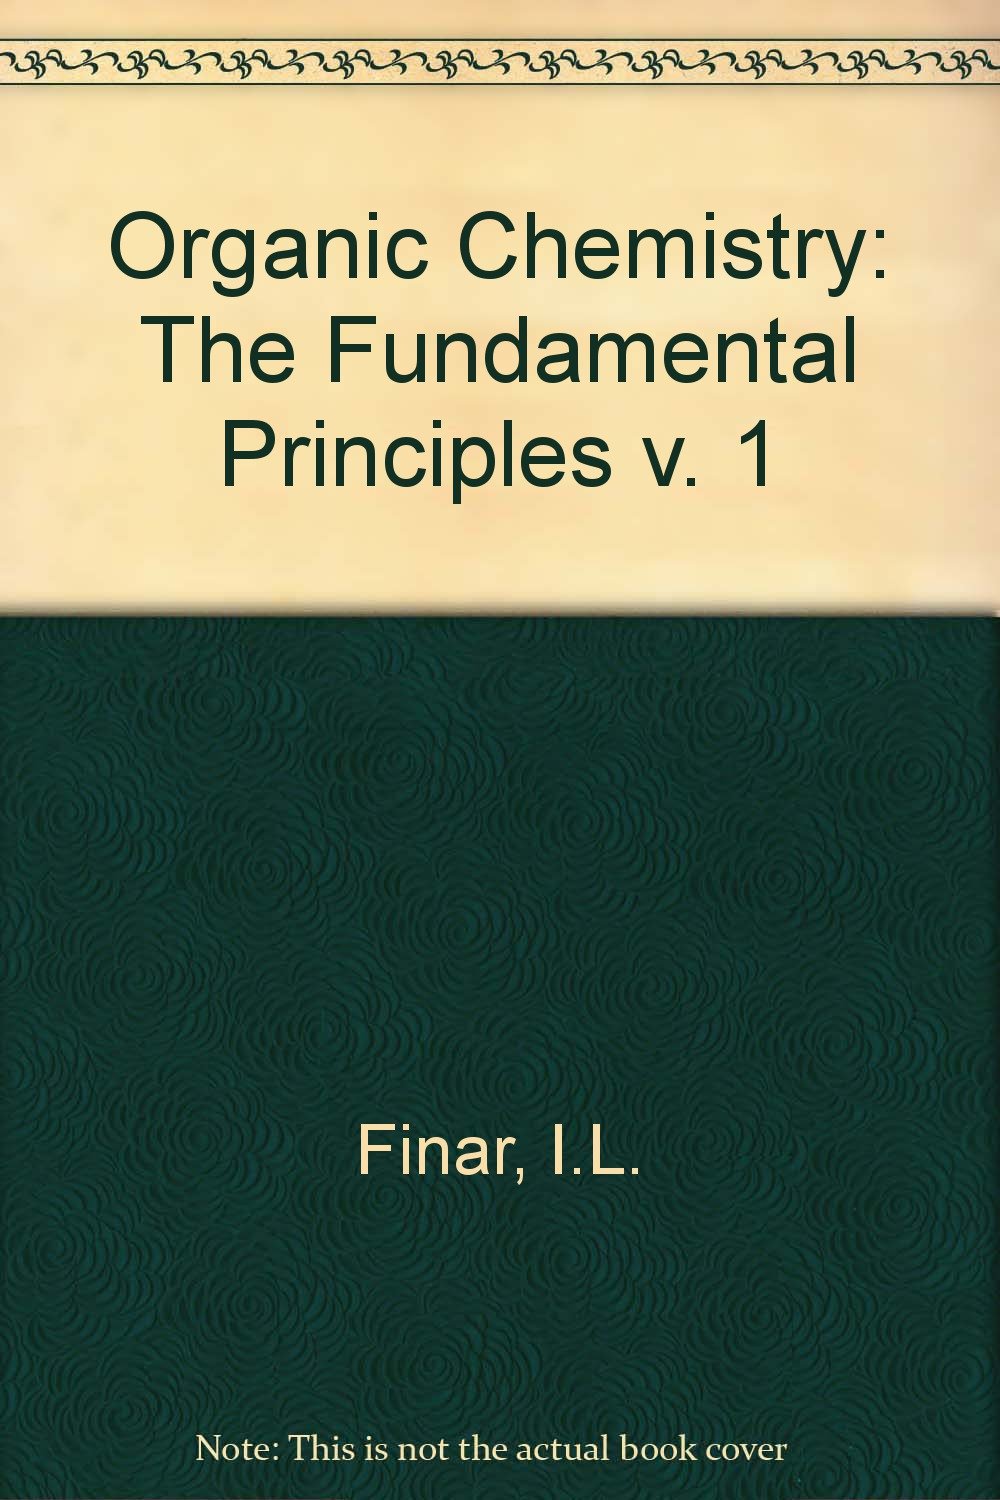 Organic Chemistry:
The Fundamental
Principles v. 1
Finar, I.L.
Note: This is not the actual book cover